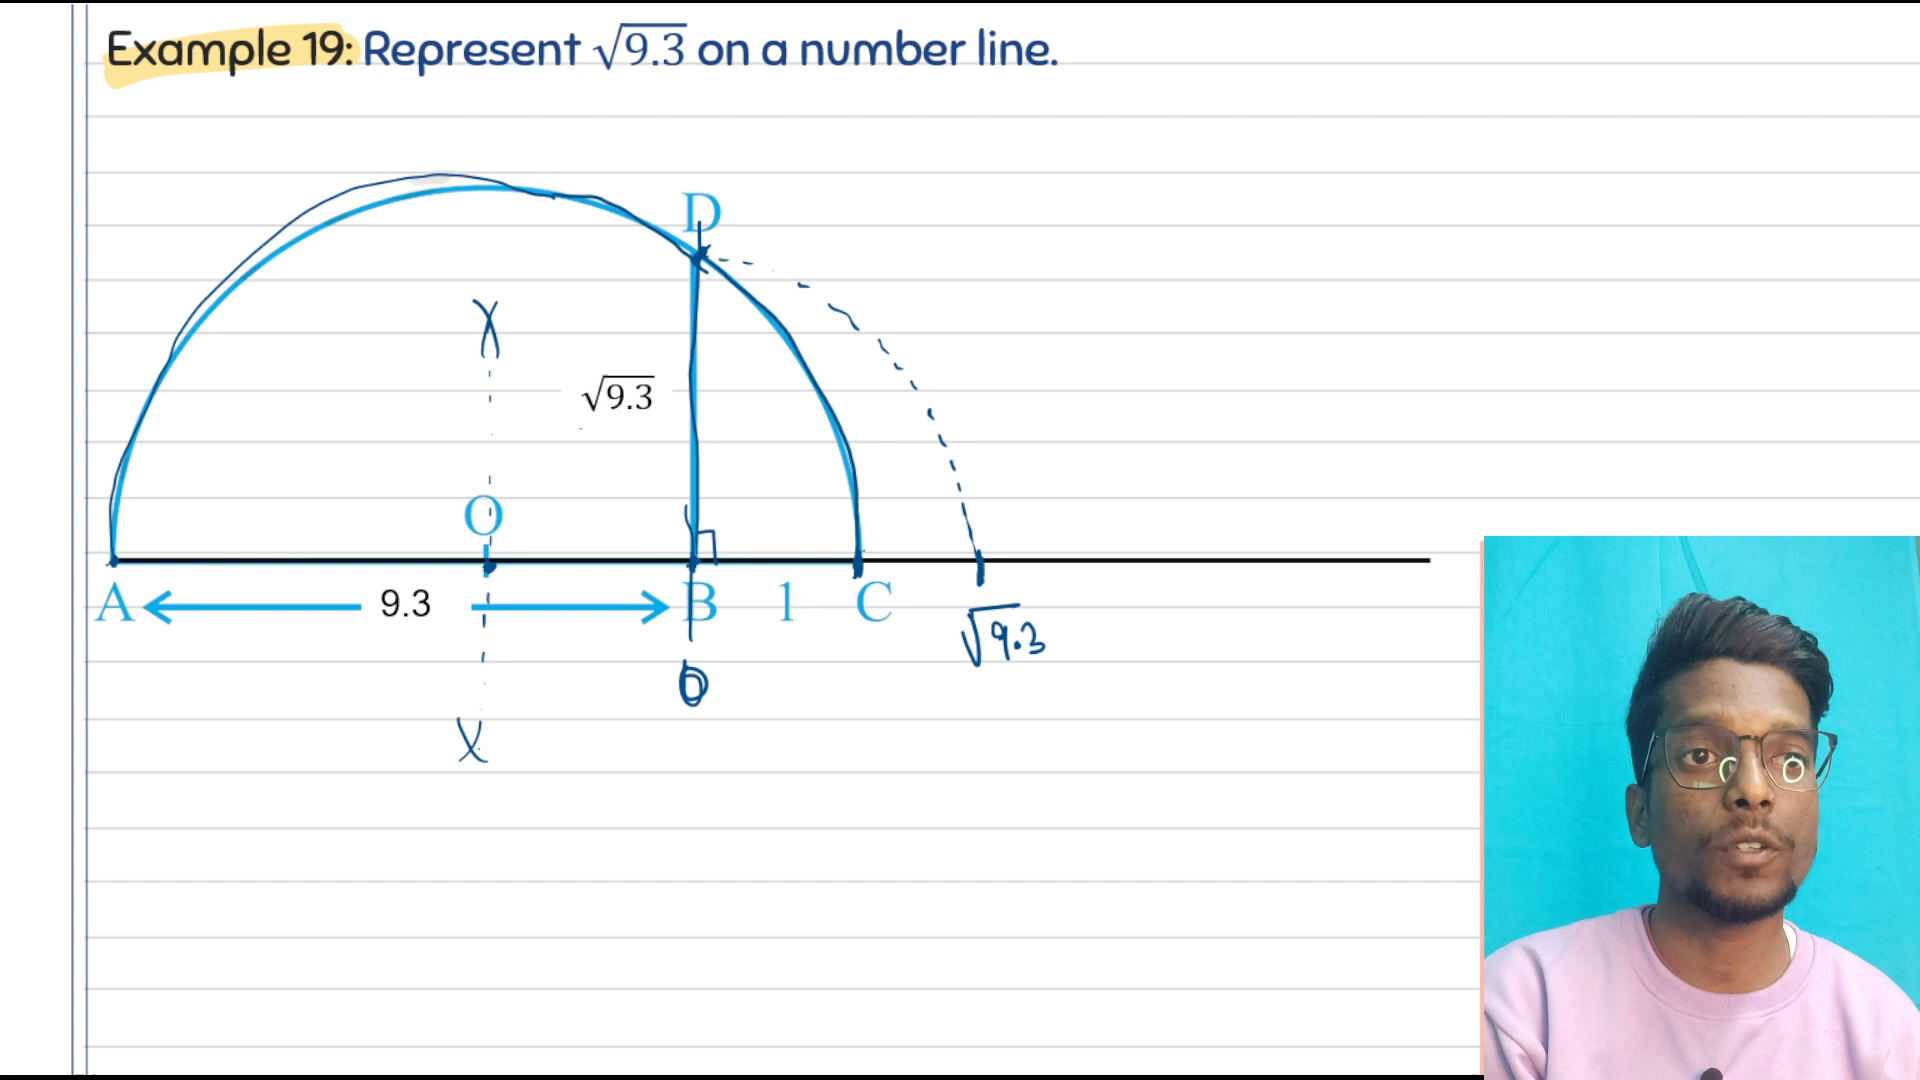 Example 19: Represent √9.3 on a number line.
D
X
√9.3
O
A 9.3 B 1 C
√9.3
0
X